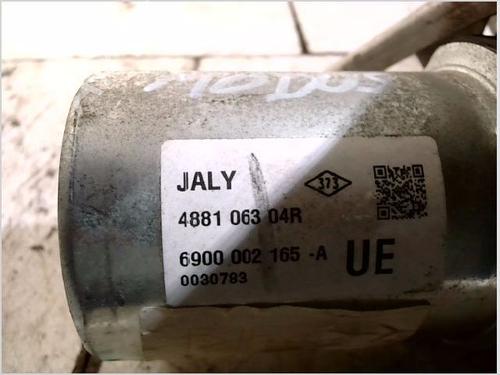 MODUS
JALY
373
4881 063 04R
6900 002 165 -A
UE
0030783